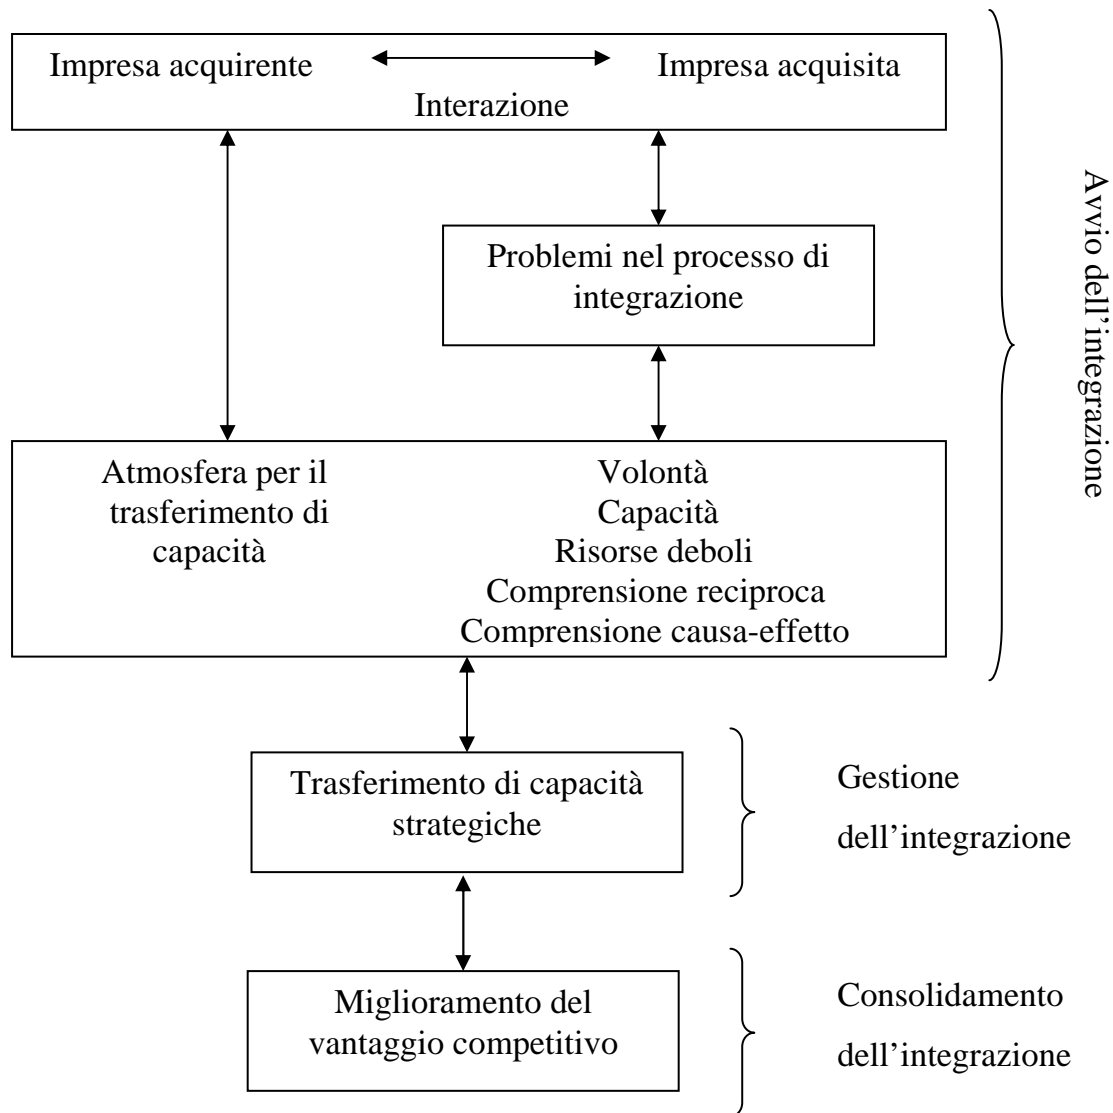 Impresa acquirente
Impresa acquisita
Interazione
Problemi nel processo di
integrazione
Avvio dell’integrazione
Atmosfera per il
trasferimento di
capacità
Volontà
Capacità
Risorse deboli
Comprensione reciproca
Comprensione causa-effetto
Trasferimento di capacità
strategiche
Gestione
dell’integrazione
Miglioramento del
vantaggio competitivo
Consolidamento
dell’integrazione